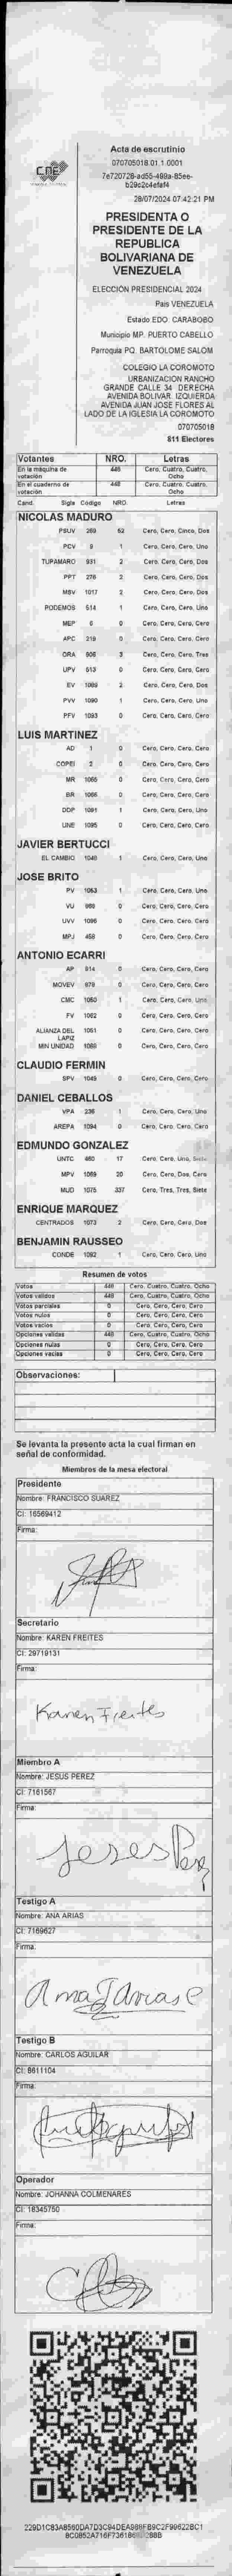 CNE
Acta de escrutinio
070705018.01.1.0001
28/07/2024 07:42:21 PM
PRESIDENTA O
PRESIDENTE DE LA
REPUBLICA
BOLIVARIANA DE
VENEZUELA
ELECCIÓN PRESIDENCIAL 2024
País VENEZUELA
Estado EDO. CARABOBO
Municipio MP. PUERTO CABELLO
Parroquia PQ. BARTOLOME SALOM
COLEGIO LA COROMOTO
URBANIZACION RANCHO
GRANDE CALLE 34 DERECHA
AVENIDA BOLIVAR. IZQUIERDA
AVENIDA JUAN JOSE FLORES AL
LADO DE LA IGLESIA LA COROMOTO
070705018
811 Electores
Votantes NRO. Letras
En la máquina de votación 448 Cero, Cuatro, Cuatro, Ocho
En el cuaderno de votación 448 Cero, Cuatro, Cuatro, Ocho
Cand. Sigla Código NRO. Letras
NICOLAS MADURO
PSUV 269 52 Cero, Cero, Cinco, Dos
PCV 9 1 Cero, Cero, Cero, Uno
TUPAMARO 931 2 Cero, Cero, Cero, Dos
PPT 276 2 Cero, Cero, Cero, Dos
MSV 1017 2 Cero, Cero, Cero, Dos
PODEMOS 514 1 Cero, Cero, Cero, Uno
MEP 6 0 Cero, Cero, Cero, Cero
APC 219 0 Cero, Cero, Cero, Cero
ORA 906 3 Cero, Cero, Cero, Tres
UPV 513 0 Cero, Cero, Cero, Cero
EV 1089 2 Cero, Cero, Cero, Dos
PVV 1090 1 Cero, Cero, Cero, Uno
PFV 1093 0 Cero, Cero, Cero, Cero
LUIS MARTINEZ
AD 1 0 Cero, Cero, Cero, Cero
COPEI 2 0 Cero, Cero, Cero, Cero
MR 1065 0 Cero, Cero, Cero, Cero
BR 1066 0 Cero, Cero, Cero, Cero
DDP 1091 1 Cero, Cero, Cero, Uno
UNE 1095 0 Cero, Cero, Cero, Cero
JAVIER BERTUCCI
EL CAMBIO 1046 1 Cero, Cero, Cero, Uno
JOSE BRITO
PV 1063 1 Cero, Cero, Cero, Uno
VU 989 0 Cero, Cero, Cero, Cero
UVV 1096 0 Cero, Cero, Cero, Cero
MPJ 458 0 Cero, Cero, Cero, Cero
ANTONIO ECARRI
AP 914 0 Cero, Cero, Cero, Cero
MOVEV 879 0 Cero, Cero, Cero, Cero
CMC 1050 1 Cero, Cero, Cero, Uno
FV 1062 0 Cero, Cero, Cero, Cero
ALIANZA DEL LAPIZ 1061 0 Cero, Cero, Cero, Cero
MIN UNIDAD 1069 0 Cero, Cero, Cero, Cero
CLAUDIO FERMIN
SPV 1049 0 Cero, Cero, Cero, Cero
DANIEL CEBALLOS
VPA 236 1 Cero, Cero, Cero, Uno
AREPA 1094 0 Cero, Cero, Cero, Cero
EDMUNDO GONZALEZ
UNTC 460 17 Cero, Cero, Uno, Siete
MPV 1069 20 Cero, Cero, Dos, Cero
MUD 1075 337 Cero, Tres, Tres, Siete
ENRIQUE MARQUEZ
CENTRADOS 1073 2 Cero, Cero, Cero, Dos
BENJAMIN RAUSSEO
CONDE 1092 1 Cero, Cero, Cero, Uno
Resumen de votos
Votos 448 Cero, Cuatro, Cuatro, Ocho
Votos válidos 448 Cero, Cuatro, Cuatro, Ocho
Votos parciales 0 Cero, Cero, Cero, Cero
Votos nulos 0 Cero, Cero, Cero, Cero
Votos vacíos 0 Cero, Cero, Cero, Cero
Opciones válidas 448 Cero, Cuatro, Cuatro, Ocho
Opciones nulas 0 Cero, Cero, Cero, Cero
Opciones vacías 0 Cero, Cero, Cero, Cero
Observaciones:
Se levanta la presente acta la cual firman en
señal de conformidad.
Miembros de la mesa electoral
Presidente
Nombre: FRANCISCO SUAREZ
CI: 16569412
Firma:
Secretario
Nombre: KAREN FREITES
CI: 29719131
Firma:
Karen Freites
Miembro A
Nombre: JESUS PEREZ
CI: 7161567
Firma:
Testigo A
Nombre: ANA ARIAS
CI: 7169627
Firma:
Testigo B
Nombre: CARLOS AGUILAR
CI: 8611104
Firma:
Operador
Nombre: JOHANNA COLMENARES
CI: 18345750
Firma: